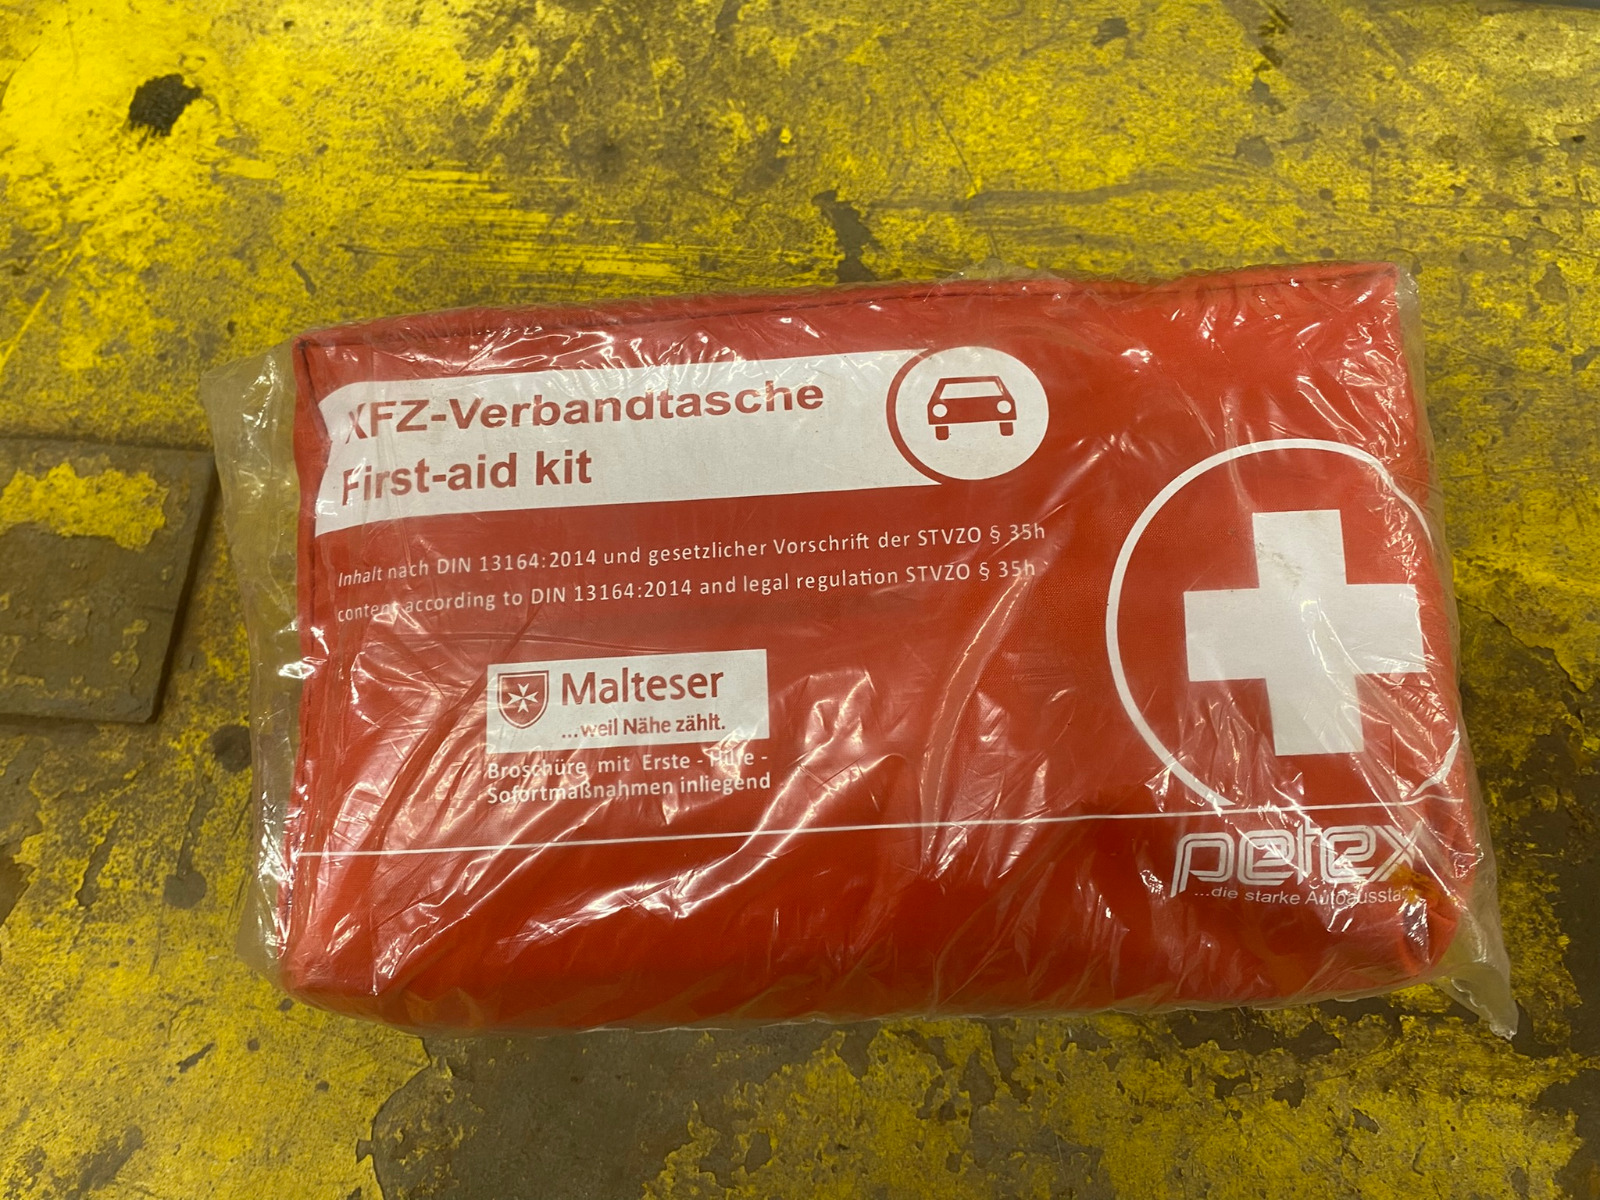 KFZ-Verbandtasche
First-aid kit
Inhalt nach DIN 13164:2014 und gesetzlicher Vorschrift der STVZO § 35h
content according to DIN 13164:2014 and legal regulation STVZO § 35h
Malteser
...weil Nähe zählt.
Broschüre mit Erste - Hilfe -
Sofortmaßnahmen inliegend
petex
...die starke